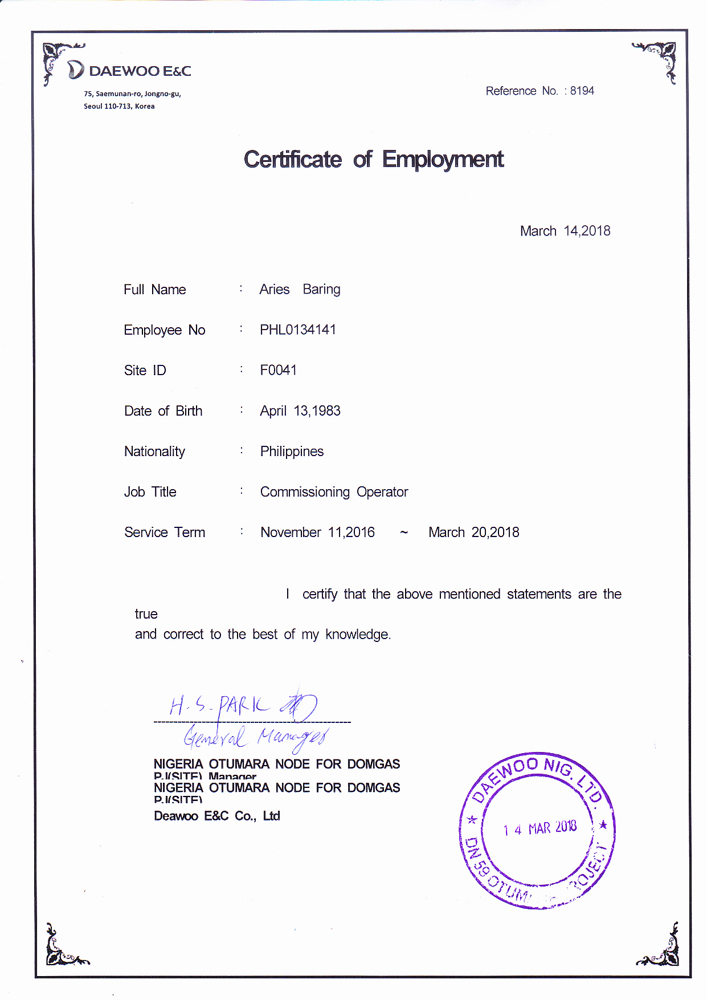 DAEWOO E&C
75, Saemunan-ro, Jongno-gu,
Seoul 110-713, Korea
Reference No. : 8194
Certificate of Employment
March 14,2018
Full Name : Aries Baring
Employee No : PHL0134141
Site ID : F0041
Date of Birth : April 13,1983
Nationality : Philippines
Job Title : Commissioning Operator
Service Term : November 11,2016 ~ March 20,2018
I certify that the above mentioned statements are the
true
and correct to the best of my knowledge.
H. S. PARK
General Manager
NIGERIA OTUMARA NODE FOR DOMGAS
PJ(SITE) Manager
NIGERIA OTUMARA NODE FOR DOMGAS
PJ(SITE)
Deawoo E&C Co., Ltd
DAEWOO NIG. LTD.
14 MAR 2018
DN 59